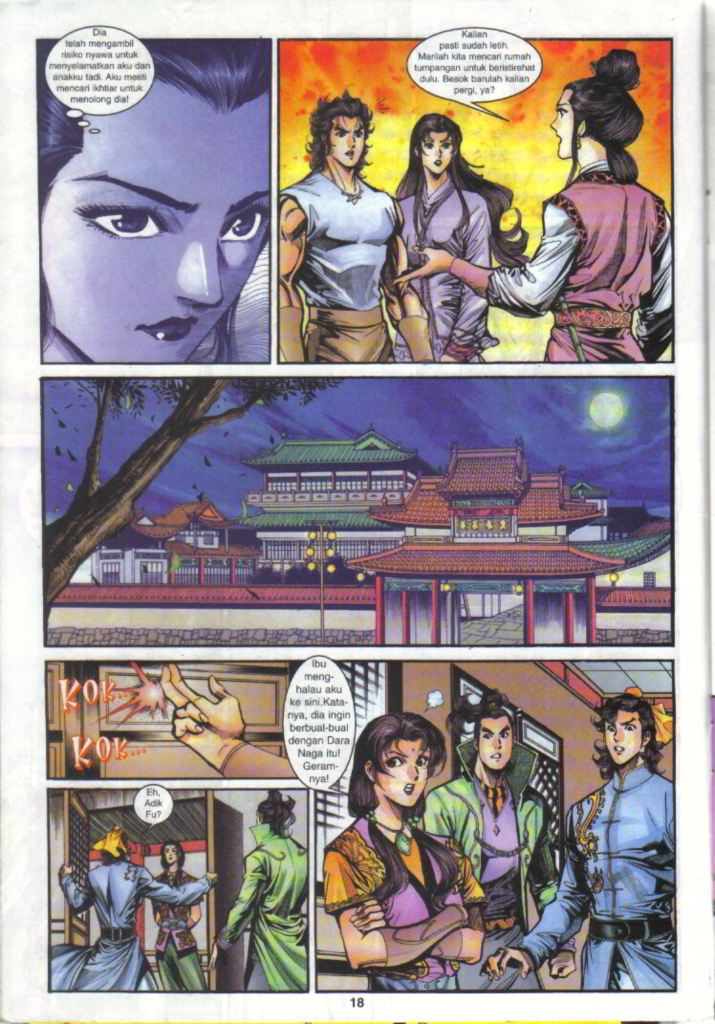 Dia
telah mengambil
risiko nyawa untuk
menyelamatkan aku dan
anakku tadi. Aku mesti
mencari ikhtiar untuk
menolong dia!
Kalian
pasti sudah letih.
Marilah kita mencari rumah
tumpangan untuk beristirehat
dulu. Besok barulah kalian
pergi, ya?
KOK...
KOK...
Ibu
meng-
halau aku
ke sini.Kata-
nya, dia ingin
berbual-bual
dengan Dara
Naga itu!
Geram-
nya!
Eh,
Adik
Fu?
18